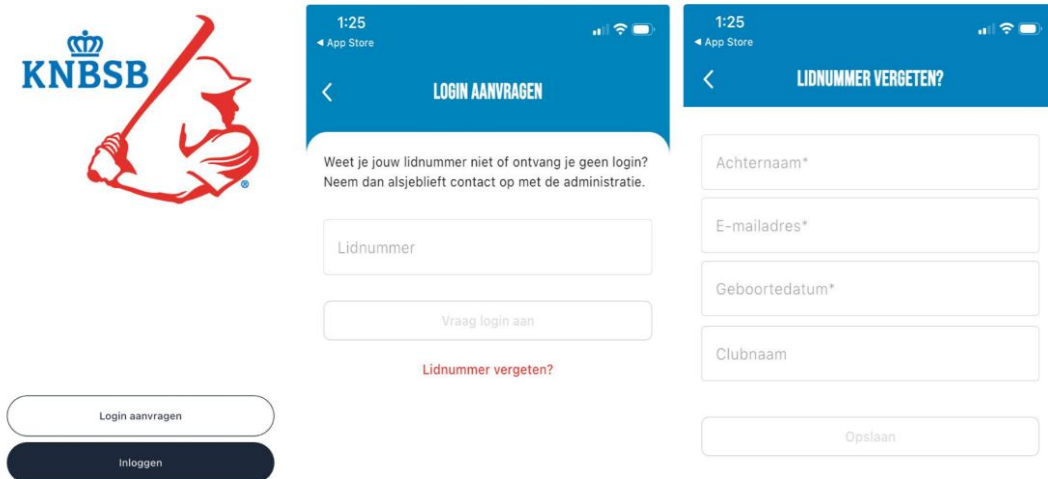 KNBSB
®
Login aanvragen
Inloggen
1:25
◀ App Store
LOGIN AANVRAGEN
Weet je jouw lidnummer niet of ontvang je geen login?
Neem dan alsjeblieft contact op met de administratie.
Lidnummer
Vraag login aan
Lidnummer vergeten?
1:25
◀ App Store
LIDNUMMER VERGETEN?
Achternaam*
E-mailadres*
Geboortedatum*
Clubnaam
Opslaan